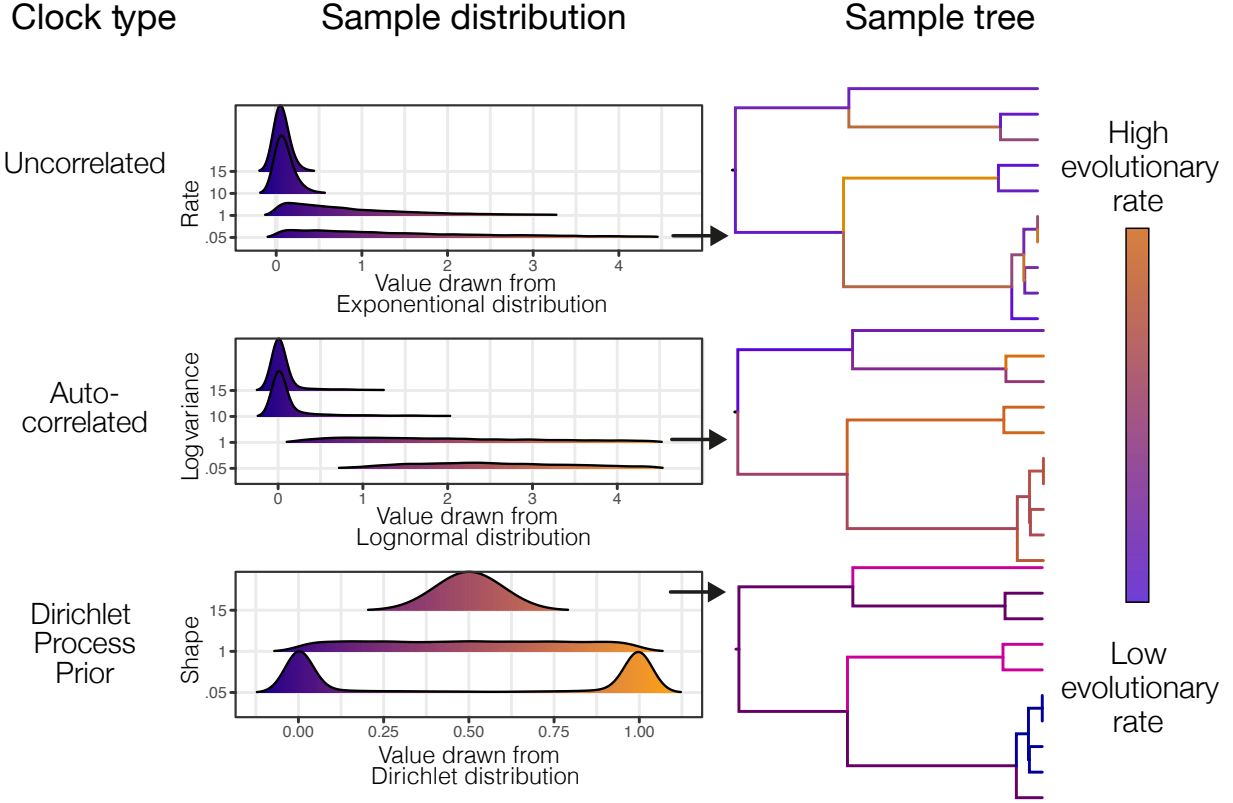 Clock type
Sample distribution
Sample tree
Uncorrelated
Rate
15
10
1
.05
0 1 2 3 4
Value drawn from
Exponentional distribution
Auto-
correlated
Log variance
15
10
1
.05
0 1 2 3 4
Value drawn from
Lognormal distribution
Dirichlet
Process
Prior
Shape
15
1
.05
0.00 0.25 0.50 0.75 1.00
Value drawn from
Dirichlet distribution
High
evolutionary
rate
Low
evolutionary
rate